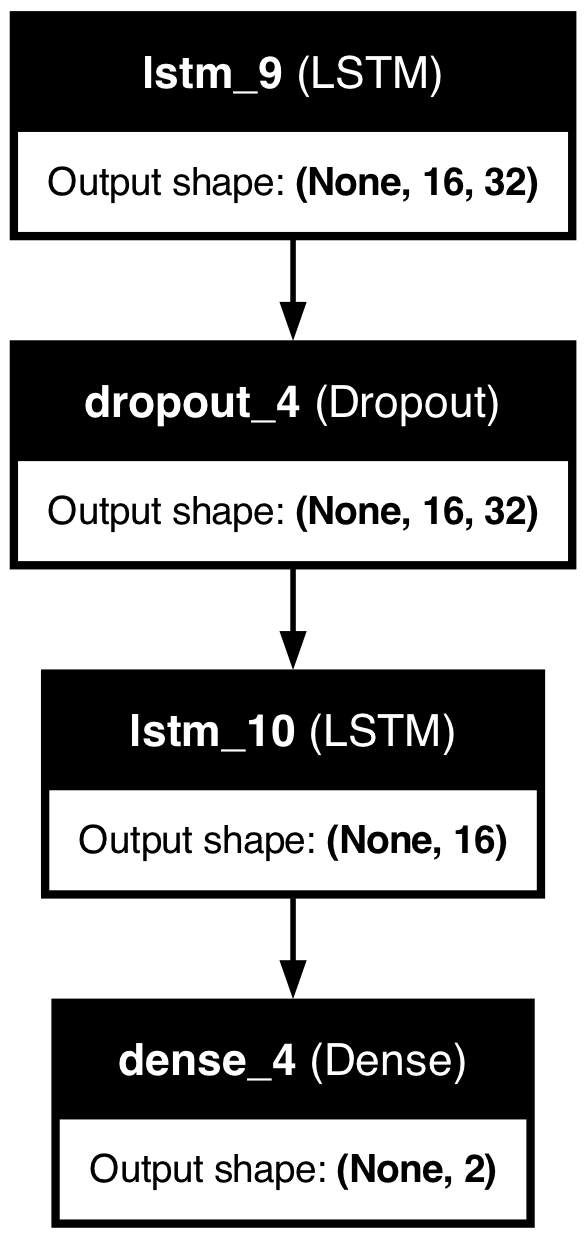 lstm_9 (LSTM)
Output shape: (None, 16, 32)
dropout_4 (Dropout)
Output shape: (None, 16, 32)
lstm_10 (LSTM)
Output shape: (None, 16)
dense_4 (Dense)
Output shape: (None, 2)